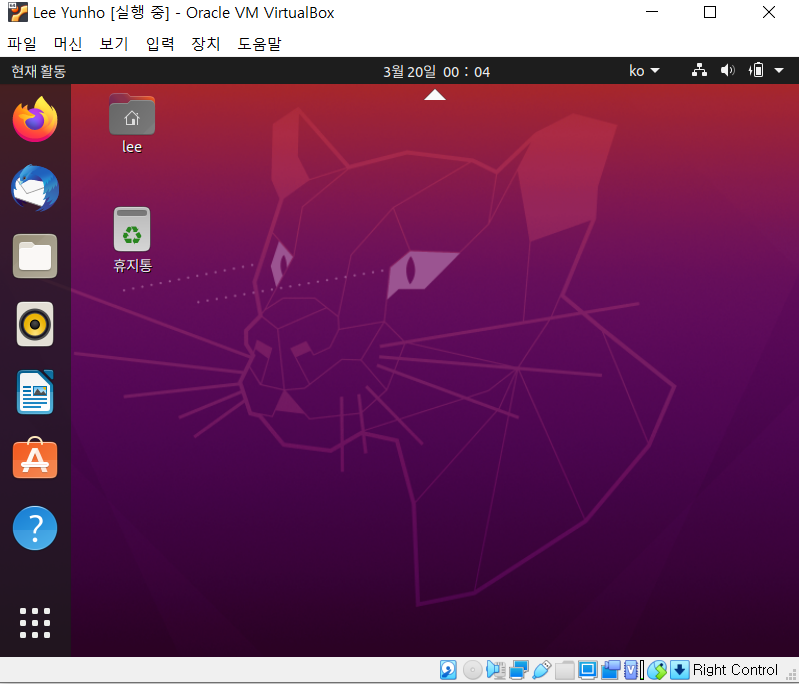 Lee Yunho [실행 중] - Oracle VM VirtualBox
파일 머신 보기 입력 장치 도움말
현재 활동 3월 20일 00 : 04 ko
lee
휴지통
Right Control